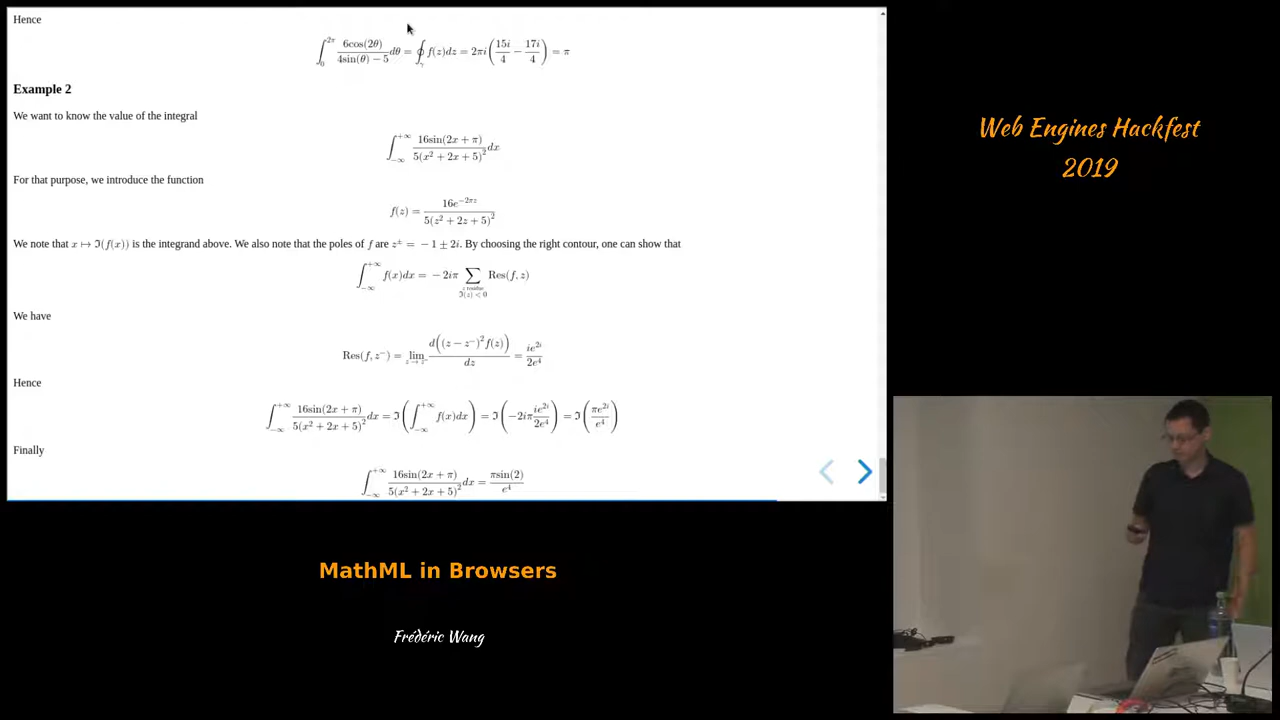 Hence
∫₀^{2π} 6cos(2θ)/(4sin(θ) − 5) dθ = ∮_γ f(z)dz = 2πi(15i/4 − 17i/4) = π
Example 2
We want to know the value of the integral
∫_{−∞}^{+∞} 16sin(2x + π)/(5(x² + 2x + 5)²) dx
For that purpose, we introduce the function
f(z) = 16e^{−2πz}/(5(z² + 2z + 5)²)
We note that x ↦ ℑ(f(x)) is the integrand above. We also note that the poles of f are z^± = −1 ± 2i. By choosing the right contour, one can show that
∫_{−∞}^{+∞} f(x)dx = −2iπ ∑_{z residue ℑ(z) < 0} Res(f, z)
We have
Res(f, z⁻) = lim_{z → z⁻} d((z − z⁻)² f(z))/dz = ie^{2i}/2e⁴
Hence
∫_{−∞}^{+∞} 16sin(2x + π)/(5(x² + 2x + 5)²) dx = ℑ(∫_{−∞}^{+∞} f(x)dx) = ℑ(−2iπ ie^{2i}/2e⁴) = ℑ(πe^{2i}/e⁴)
Finally
∫_{−∞}^{+∞} 16sin(2x + π)/(5(x² + 2x + 5)²) dx = πsin(2)/e⁴
Web Engines Hackfest
2019
MathML in Browsers
Frédéric Wang